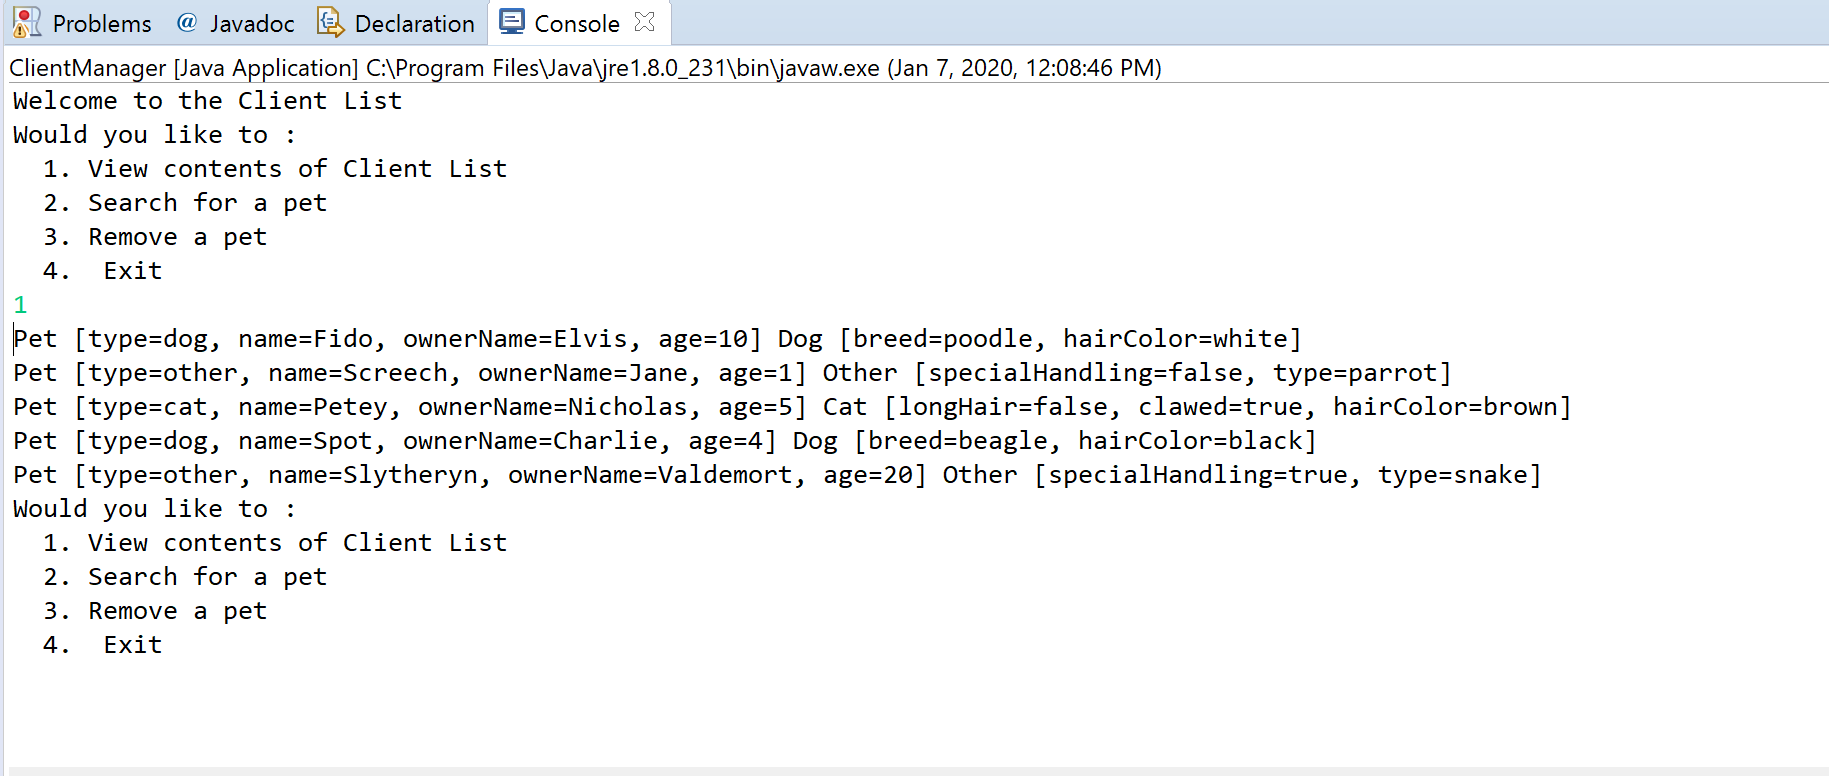 Problems @ Javadoc Declaration Console
ClientManager [Java Application] C:\Program Files\Java\jre1.8.0_231\bin\javaw.exe (Jan 7, 2020, 12:08:46 PM)
Welcome to the Client List
Would you like to :
  1. View contents of Client List
  2. Search for a pet
  3. Remove a pet
  4.  Exit
1
Pet [type=dog, name=Fido, ownerName=Elvis, age=10] Dog [breed=poodle, hairColor=white]
Pet [type=other, name=Screech, ownerName=Jane, age=1] Other [specialHandling=false, type=parrot]
Pet [type=cat, name=Petey, ownerName=Nicholas, age=5] Cat [longHair=false, clawed=true, hairColor=brown]
Pet [type=dog, name=Spot, ownerName=Charlie, age=4] Dog [breed=beagle, hairColor=black]
Pet [type=other, name=Slytheryn, ownerName=Valdemort, age=20] Other [specialHandling=true, type=snake]
Would you like to :
  1. View contents of Client List
  2. Search for a pet
  3. Remove a pet
  4.  Exit